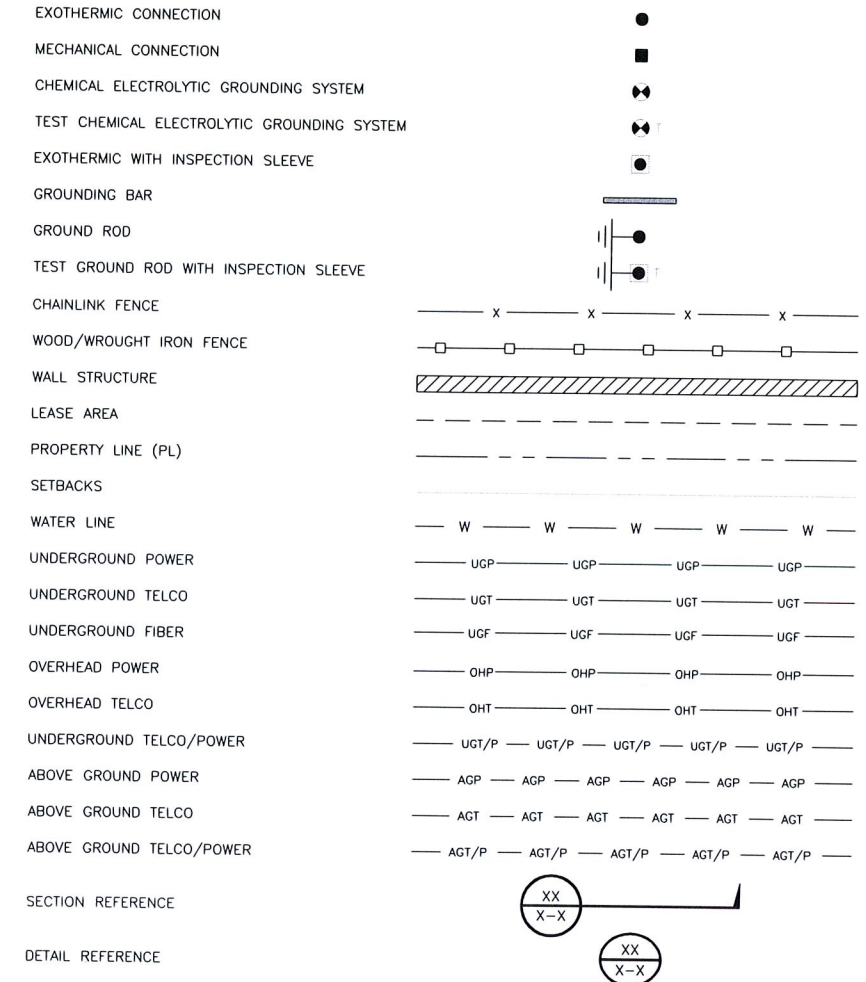 EXOTHERMIC CONNECTION
MECHANICAL CONNECTION
CHEMICAL ELECTROLYTIC GROUNDING SYSTEM
TEST CHEMICAL ELECTROLYTIC GROUNDING SYSTEM T
EXOTHERMIC WITH INSPECTION SLEEVE
GROUNDING BAR
GROUND ROD
TEST GROUND ROD WITH INSPECTION SLEEVE T
CHAINLINK FENCE X X X X
WOOD/WROUGHT IRON FENCE
WALL STRUCTURE
LEASE AREA
PROPERTY LINE (PL)
SETBACKS
WATER LINE W W W W W
UNDERGROUND POWER UGP UGP UGP UGP
UNDERGROUND TELCO UGT UGT UGT UGT
UNDERGROUND FIBER UGF UGF UGF UGF
OVERHEAD POWER OHP OHP OHP OHP
OVERHEAD TELCO OHT OHT OHT OHT
UNDERGROUND TELCO/POWER UGT/P UGT/P UGT/P UGT/P UGT/P
ABOVE GROUND POWER AGP AGP AGP AGP AGP AGP
ABOVE GROUND TELCO AGT AGT AGT AGT AGT AGT
ABOVE GROUND TELCO/POWER AGT/P AGT/P AGT/P AGT/P AGT/P
SECTION REFERENCE
XX
X-X
DETAIL REFERENCE
XX
X-X